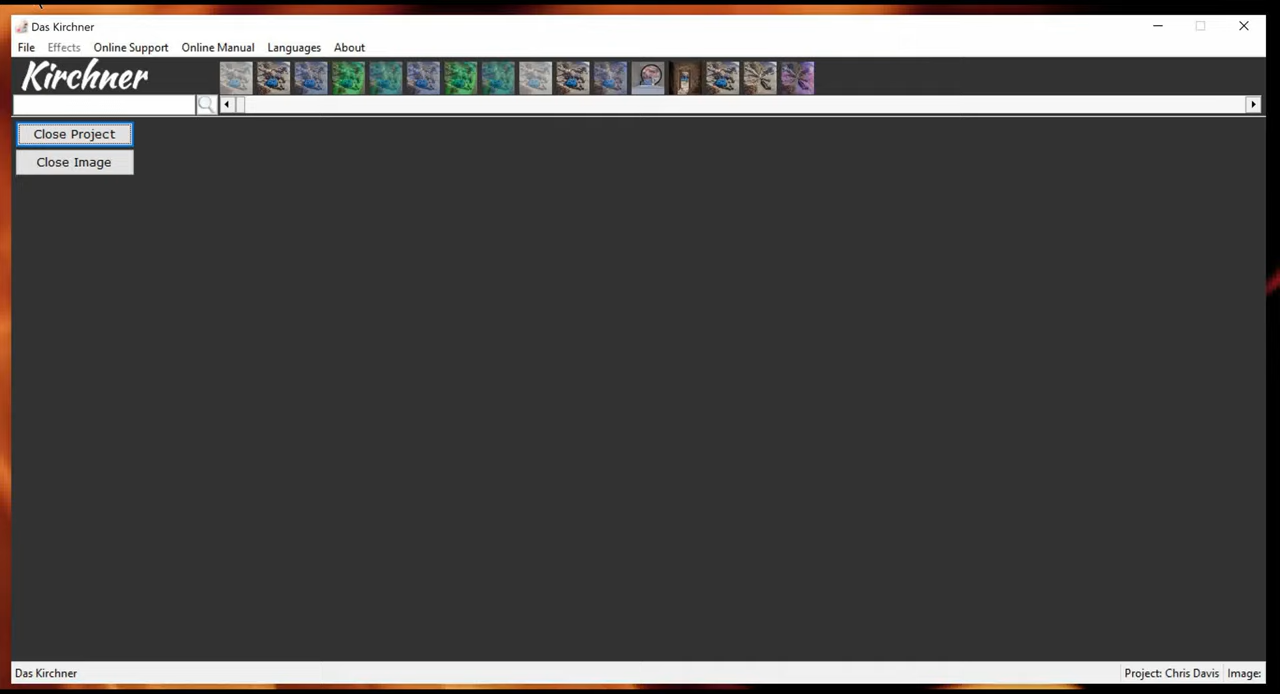 Das Kirchner
File Effects Online Support Online Manual Languages About
Kirchner
Close Project
Close Image
Das Kirchner
Project: Chris Davis Image: